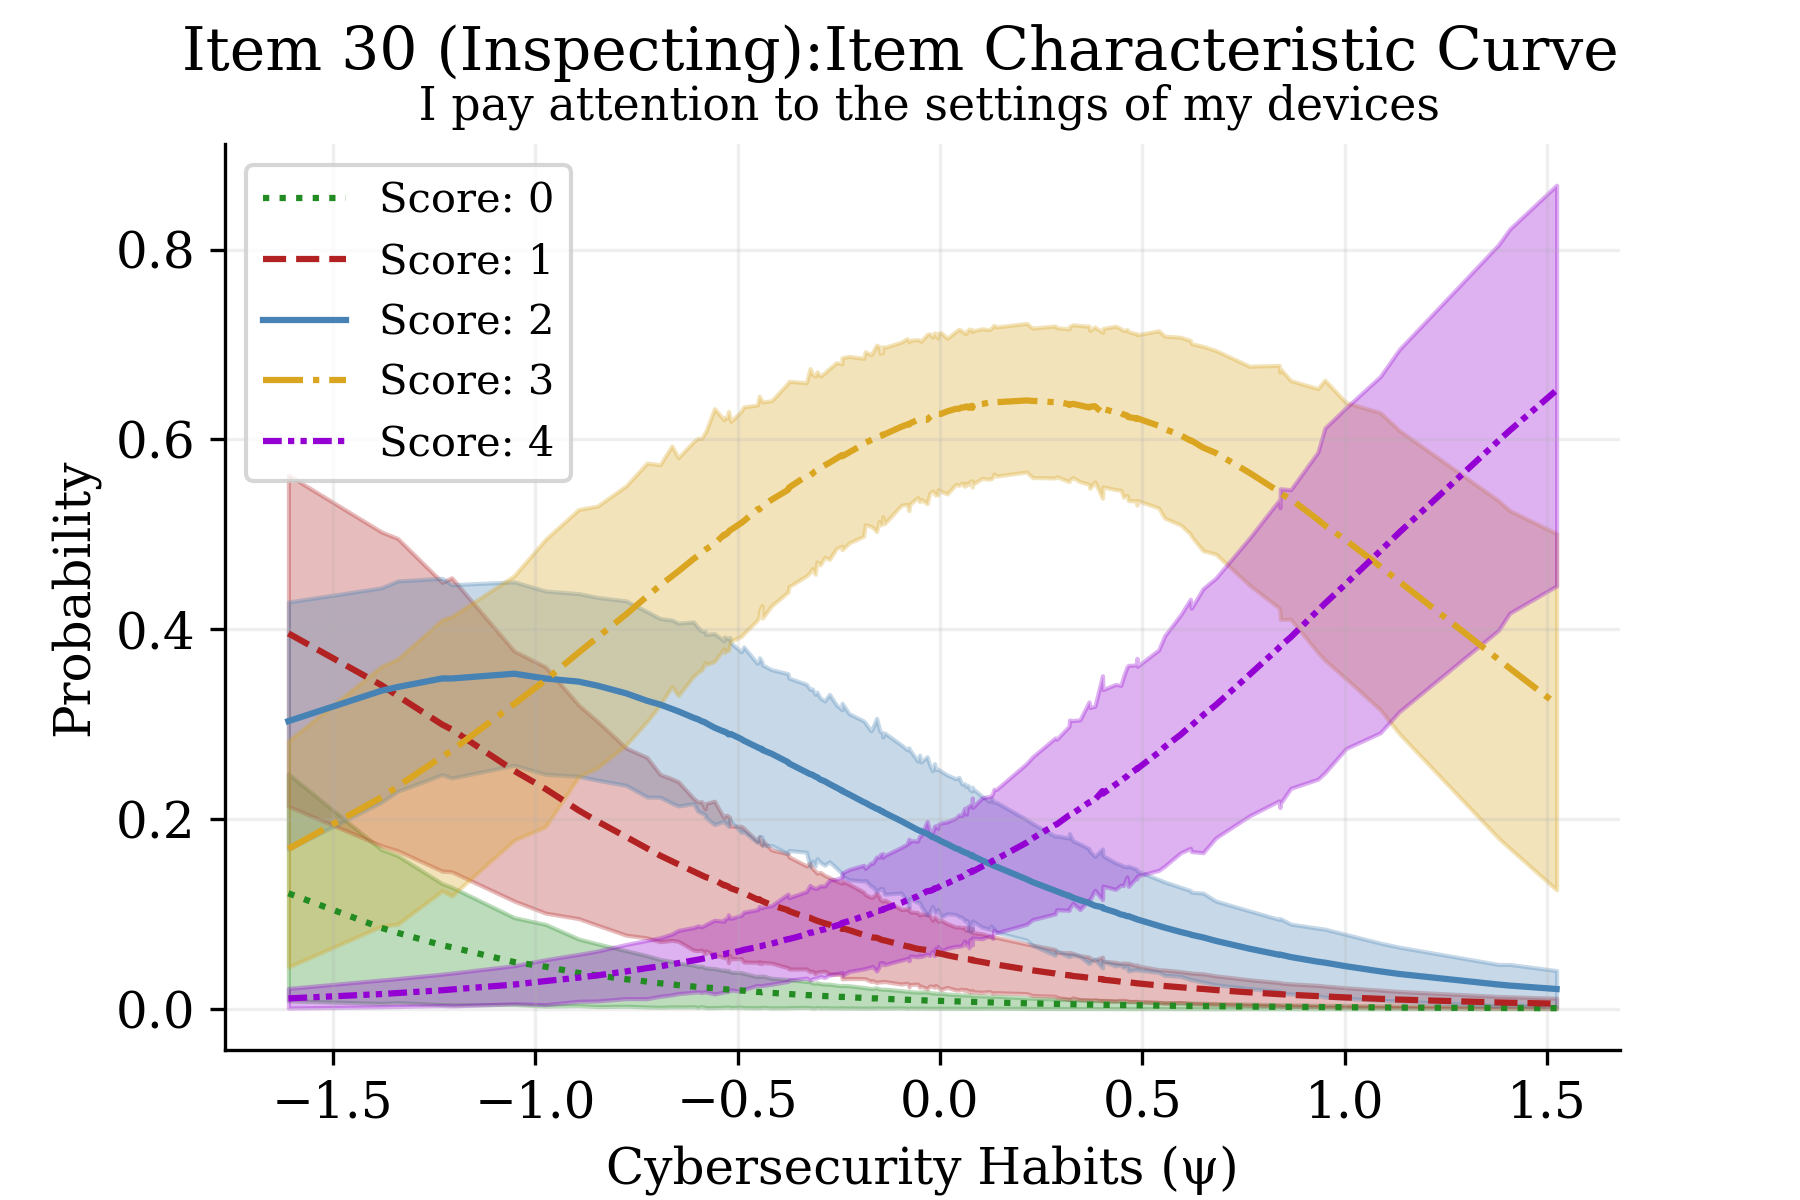 Item 30 (Inspecting):Item Characteristic Curve
I pay attention to the settings of my devices
Score: 0
Score: 1
Score: 2
Score: 3
Score: 4
Probability
0.8
0.6
0.4
0.2
0.0
−1.5 −1.0 −0.5 0.0 0.5 1.0 1.5
Cybersecurity Habits (ψ)